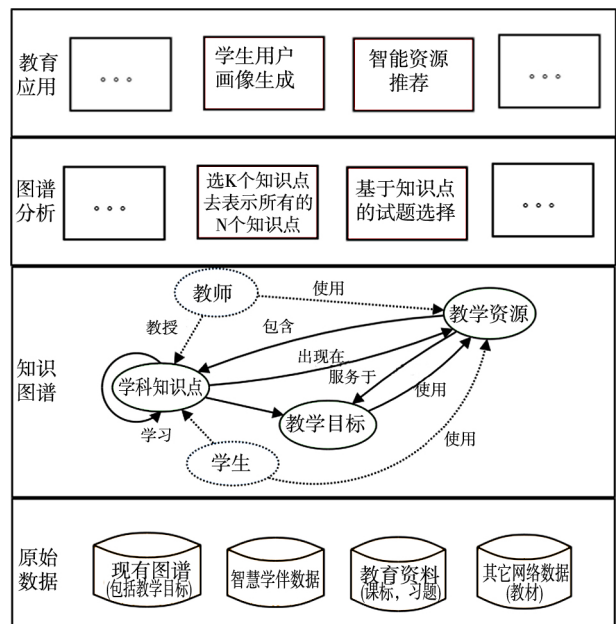 教育
应用
。。。
学生用户
画像生成
智能资源
推荐
。。。
图谱
分析
。。。
选K个知识点
去表示所有的
N个知识点
基于知识点
的试题选择
。。。
知识
图谱
教师
使用
教学资源
教授
包含
出现在
服务于
学科知识点
使用
教学目标
学习
使用
学生
原始
数据
现有图谱
(包括教学目标)
智慧学伴数据
教育资料
(课标，习题)
其它网络数据
(教材)